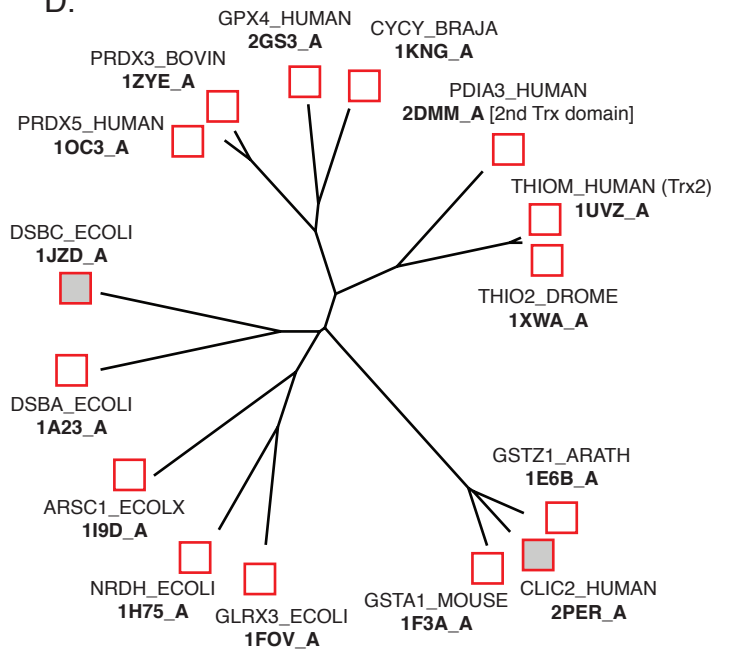 D.
GPX4_HUMAN
2GS3_A
CYCY_BRAJA
1KNG_A
PRDX3_BOVIN
1ZYE_A
PDIA3_HUMAN
2DMM_A [2nd Trx domain]
PRDX5_HUMAN
1OC3_A
THIOM_HUMAN (Trx2)
1UVZ_A
DSBC_ECOLI
1JZD_A
THIO2_DROME
1XWA_A
DSBA_ECOLI
1A23_A
GSTZ1_ARATH
1E6B_A
ARSC1_ECOLX
1I9D_A
NRDH_ECOLI
1H75_A
GLRX3_ECOLI
1FOV_A
GSTA1_MOUSE
1F3A_A
CLIC2_HUMAN
2PER_A